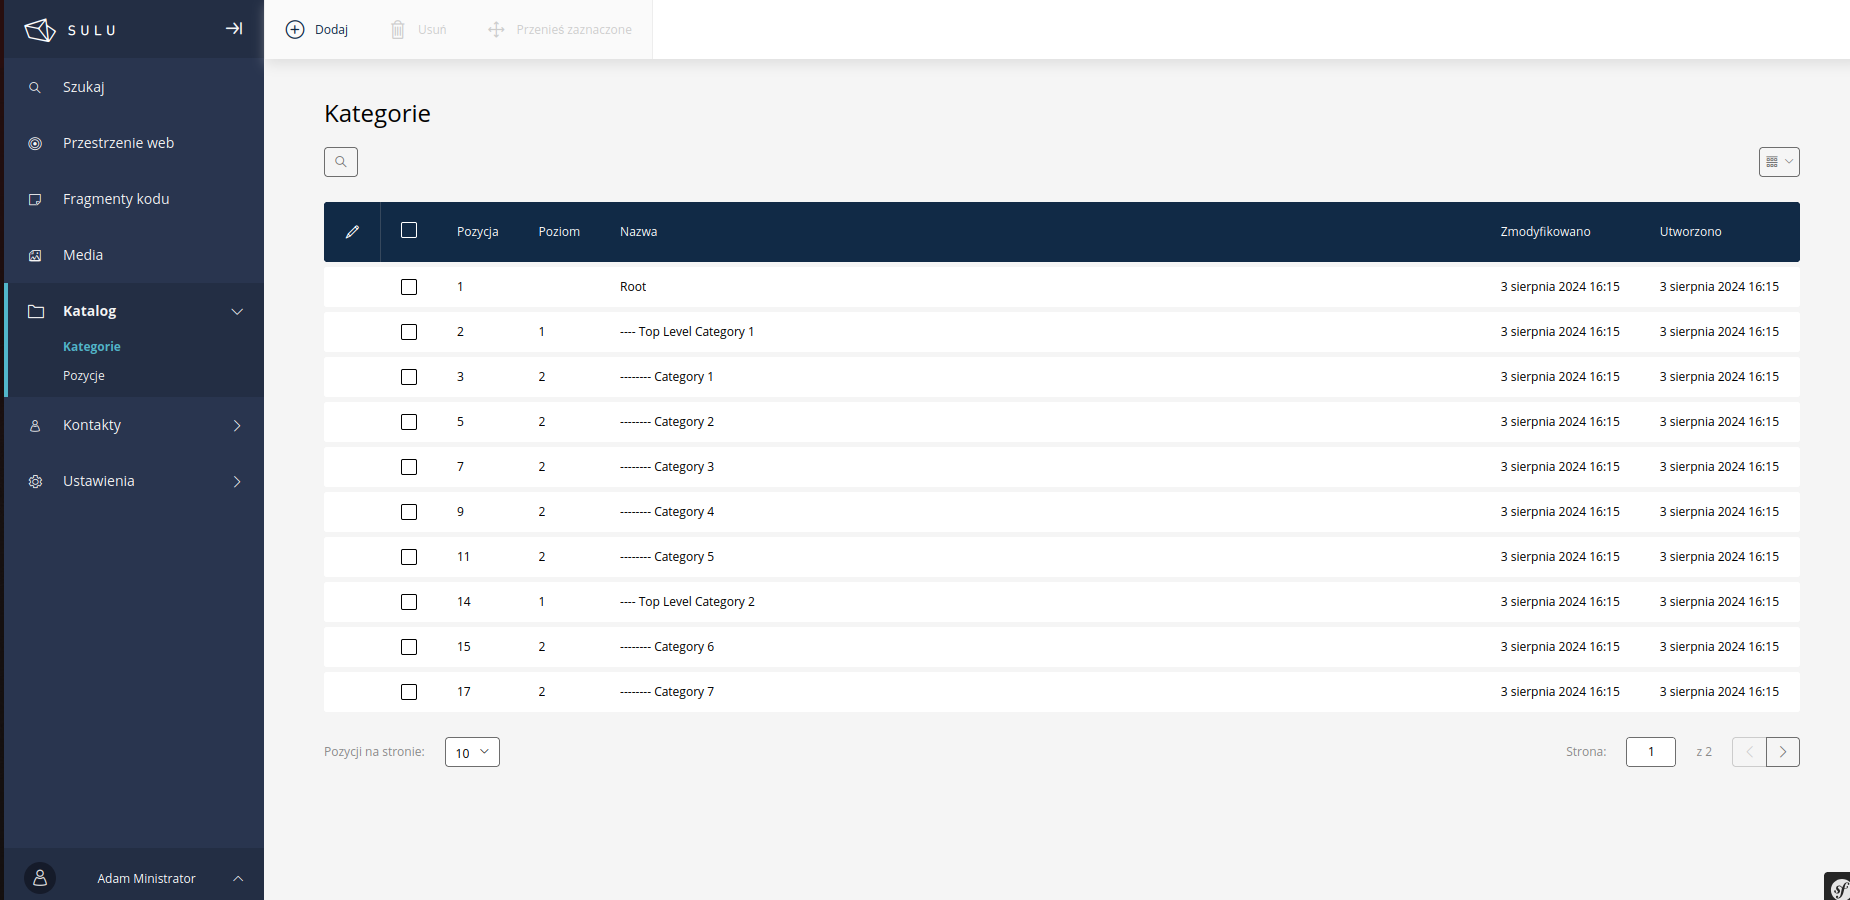 SULU
Dodaj Usuń Przenieś zaznaczone
Szukaj
Przestrzenie web
Fragmenty kodu
Media
Katalog
Kategorie
Pozycje
Kontakty
Ustawienia
Adam Ministrator
Kategorie
Pozycja Poziom Nazwa Zmodyfikowano Utworzono
1 Root 3 sierpnia 2024 16:15 3 sierpnia 2024 16:15
2 1 ---- Top Level Category 1 3 sierpnia 2024 16:15 3 sierpnia 2024 16:15
3 2 -------- Category 1 3 sierpnia 2024 16:15 3 sierpnia 2024 16:15
5 2 -------- Category 2 3 sierpnia 2024 16:15 3 sierpnia 2024 16:15
7 2 -------- Category 3 3 sierpnia 2024 16:15 3 sierpnia 2024 16:15
9 2 -------- Category 4 3 sierpnia 2024 16:15 3 sierpnia 2024 16:15
11 2 -------- Category 5 3 sierpnia 2024 16:15 3 sierpnia 2024 16:15
14 1 ---- Top Level Category 2 3 sierpnia 2024 16:15 3 sierpnia 2024 16:15
15 2 -------- Category 6 3 sierpnia 2024 16:15 3 sierpnia 2024 16:15
17 2 -------- Category 7 3 sierpnia 2024 16:15 3 sierpnia 2024 16:15
Pozycji na stronie: 10 Strona: 1 z 2
sf